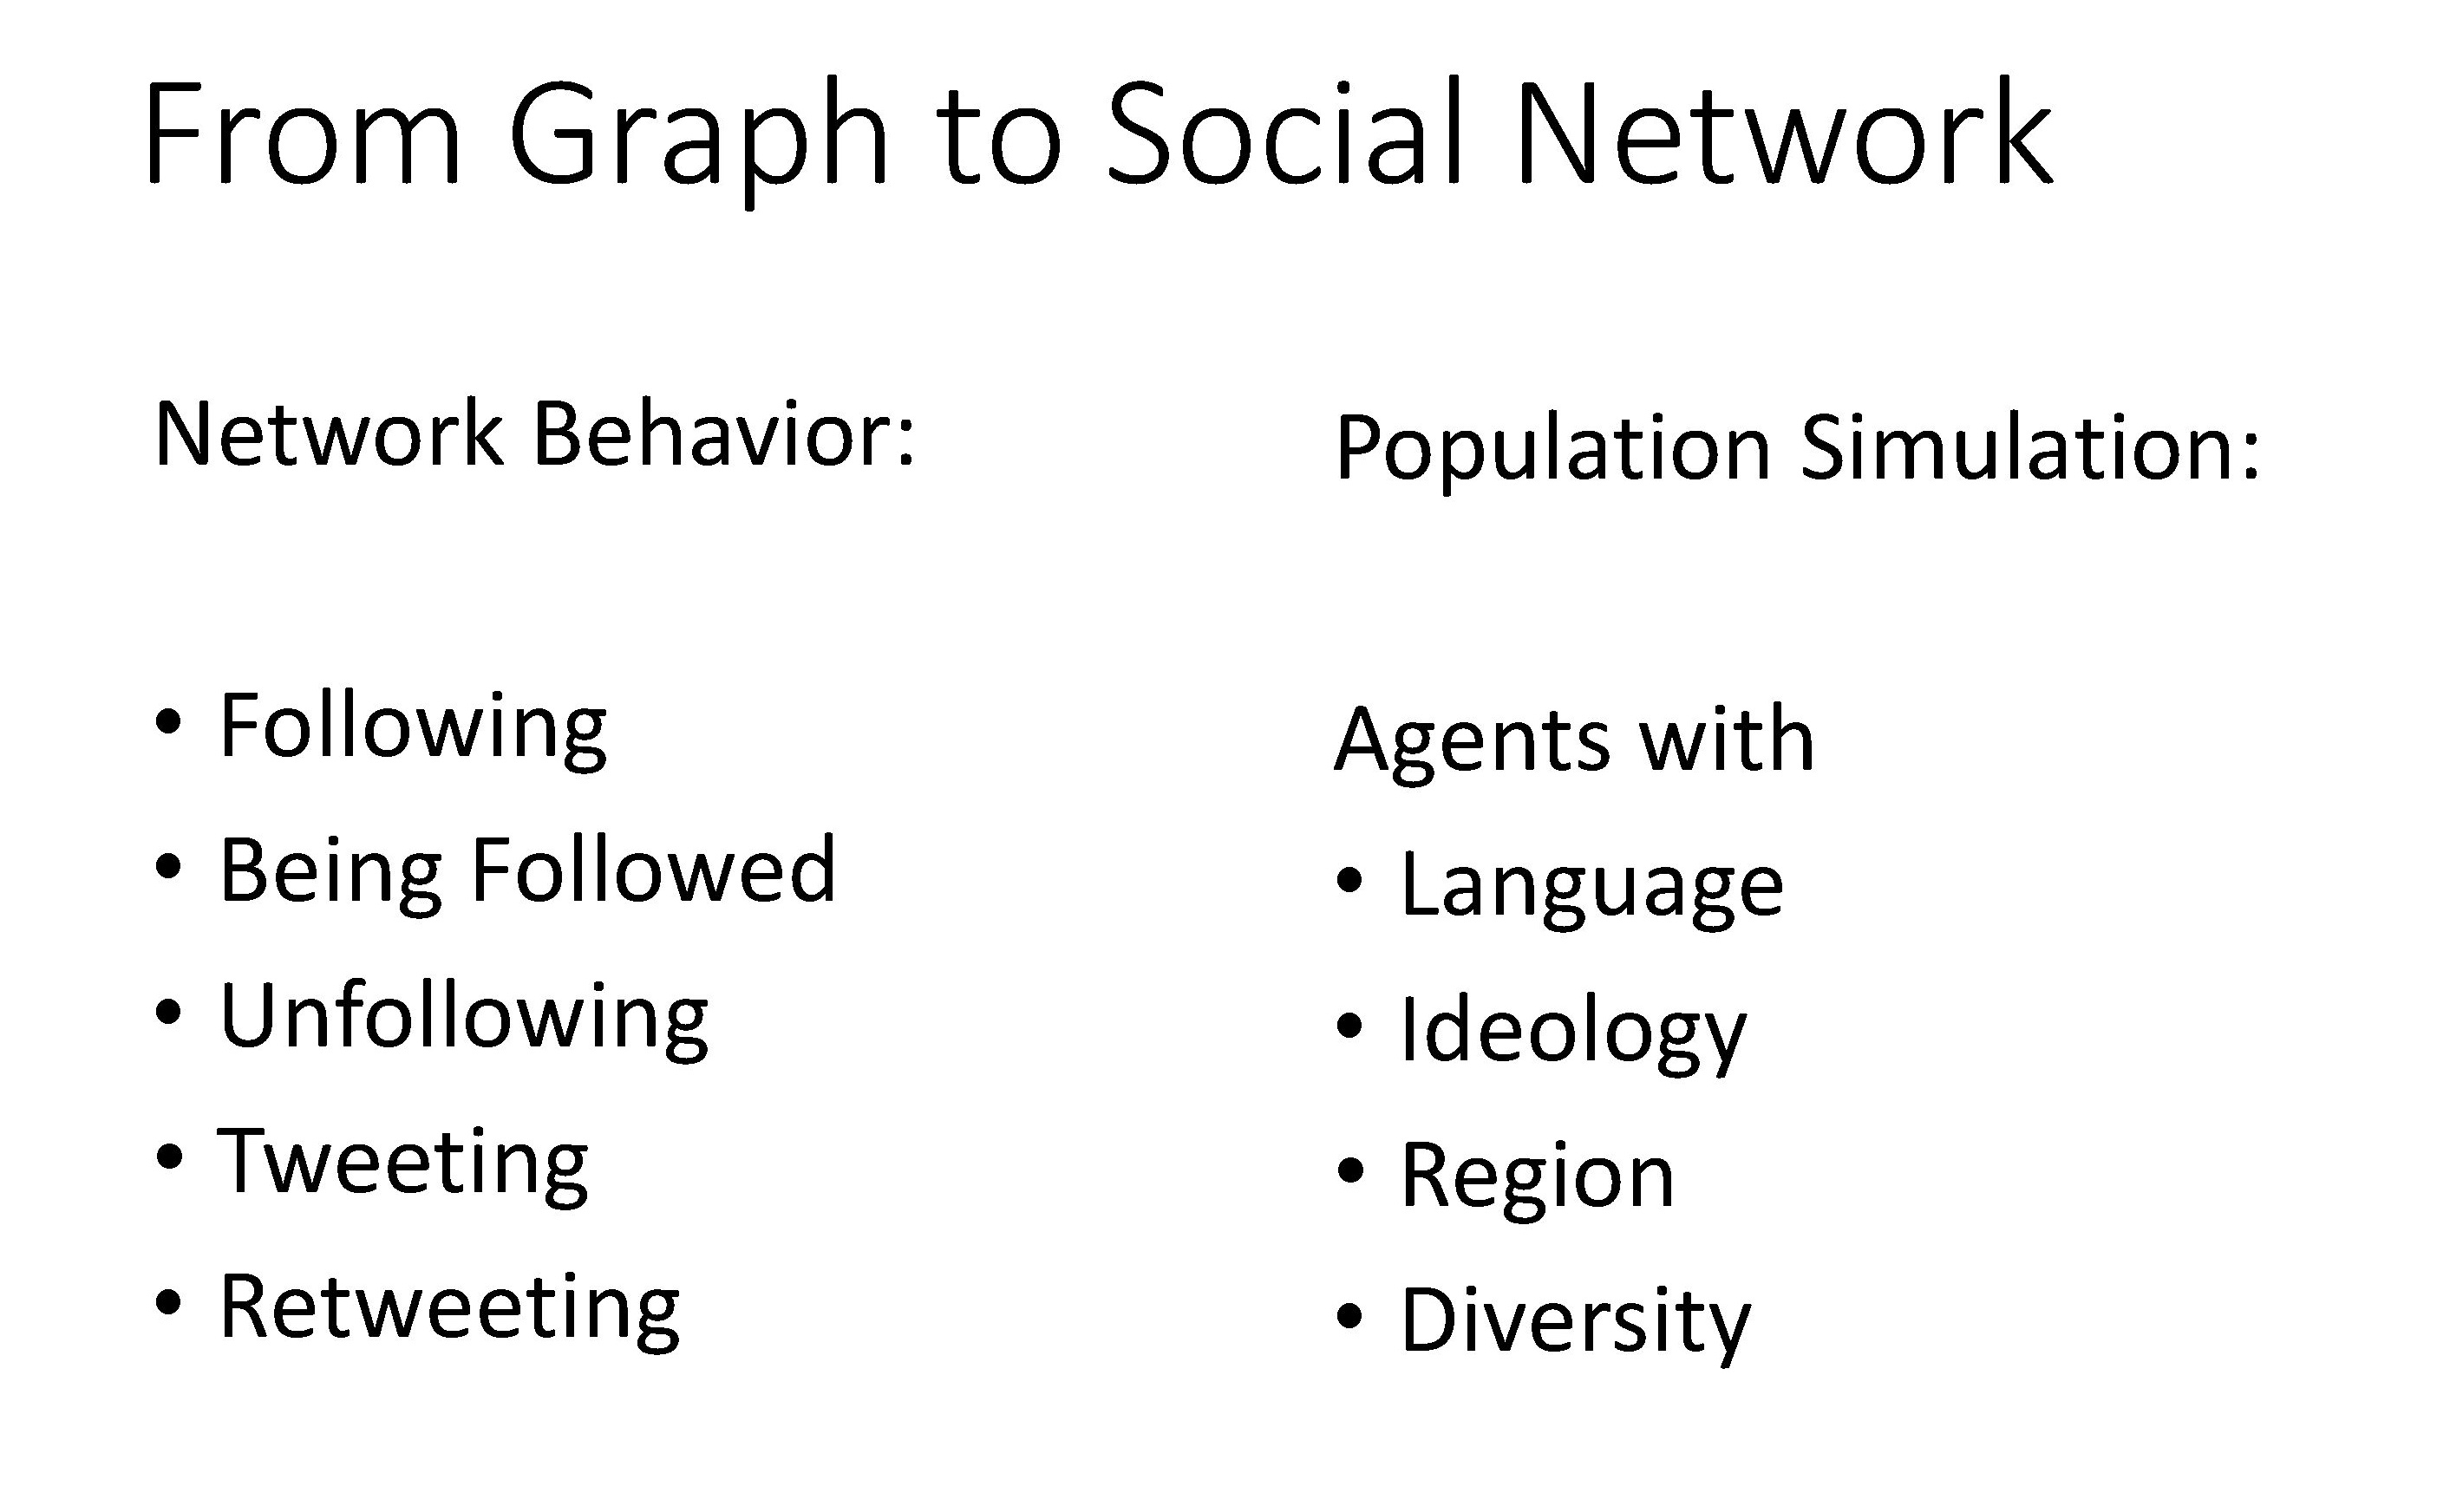 From Graph to Social Network
Network Behavior:
• Following
• Being Followed
• Unfollowing
• Tweeting
• Retweeting
Population Simulation:
Agents with
• Language
• Ideology
• Region
• Diversity